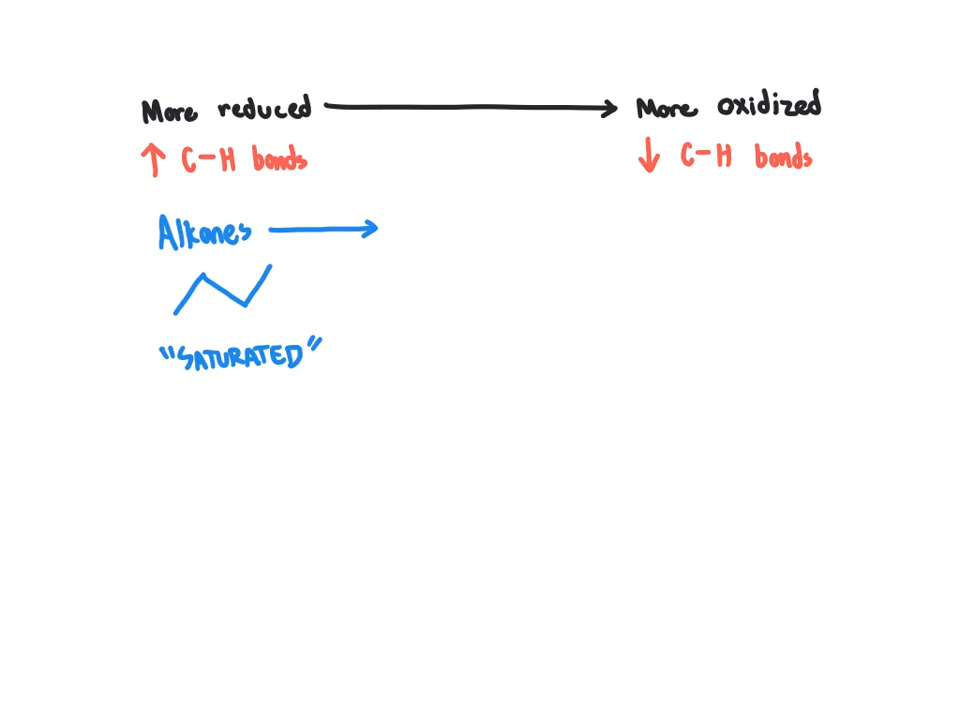 More reduced → More oxidized
↑ C-H bonds ↓ C-H bonds
Alkanes →
"SATURATED"